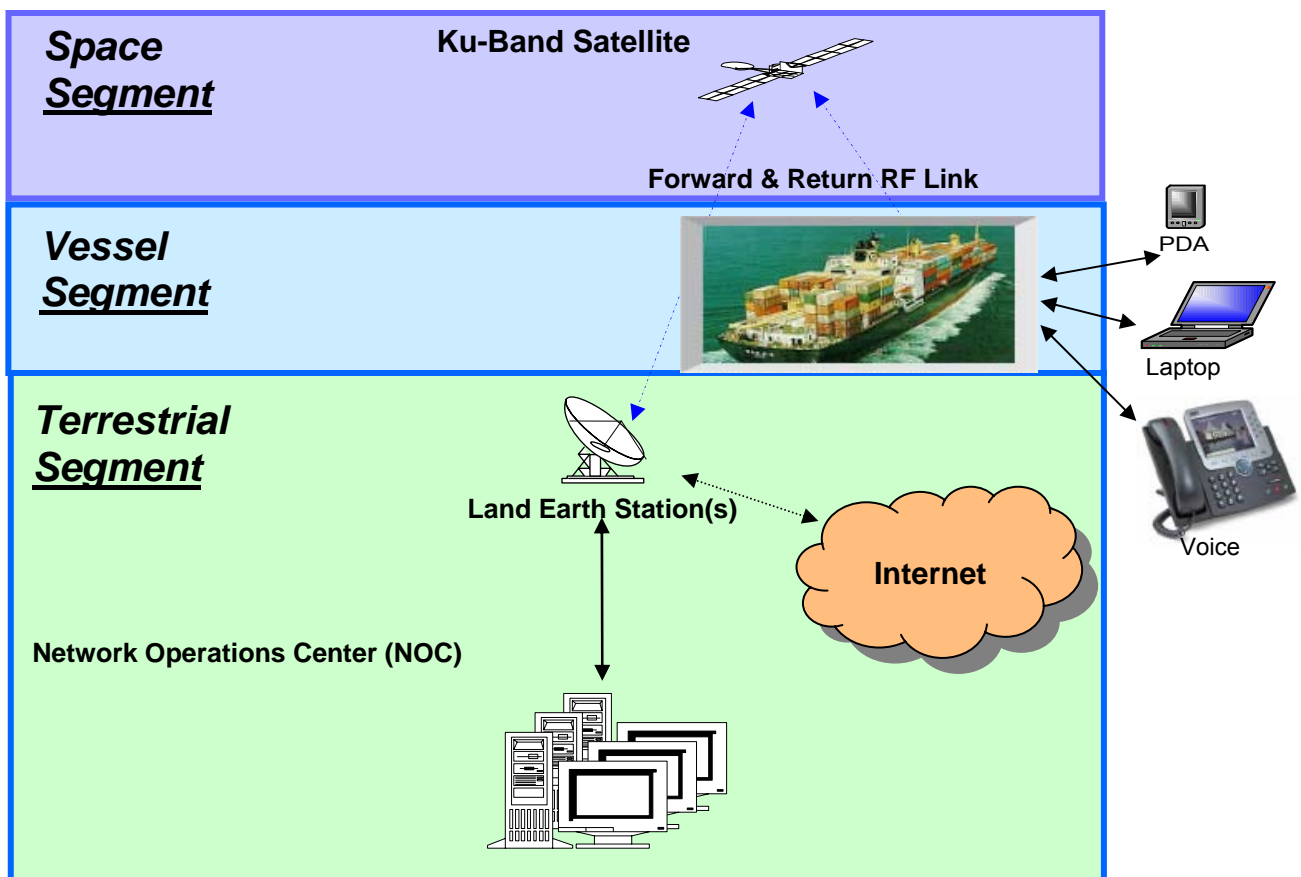 Space
Segment
Ku-Band Satellite
Forward & Return RF Link
Vessel
Segment
PDA
Laptop
Voice
Terrestrial
Segment
Land Earth Station(s)
Internet
Network Operations Center (NOC)